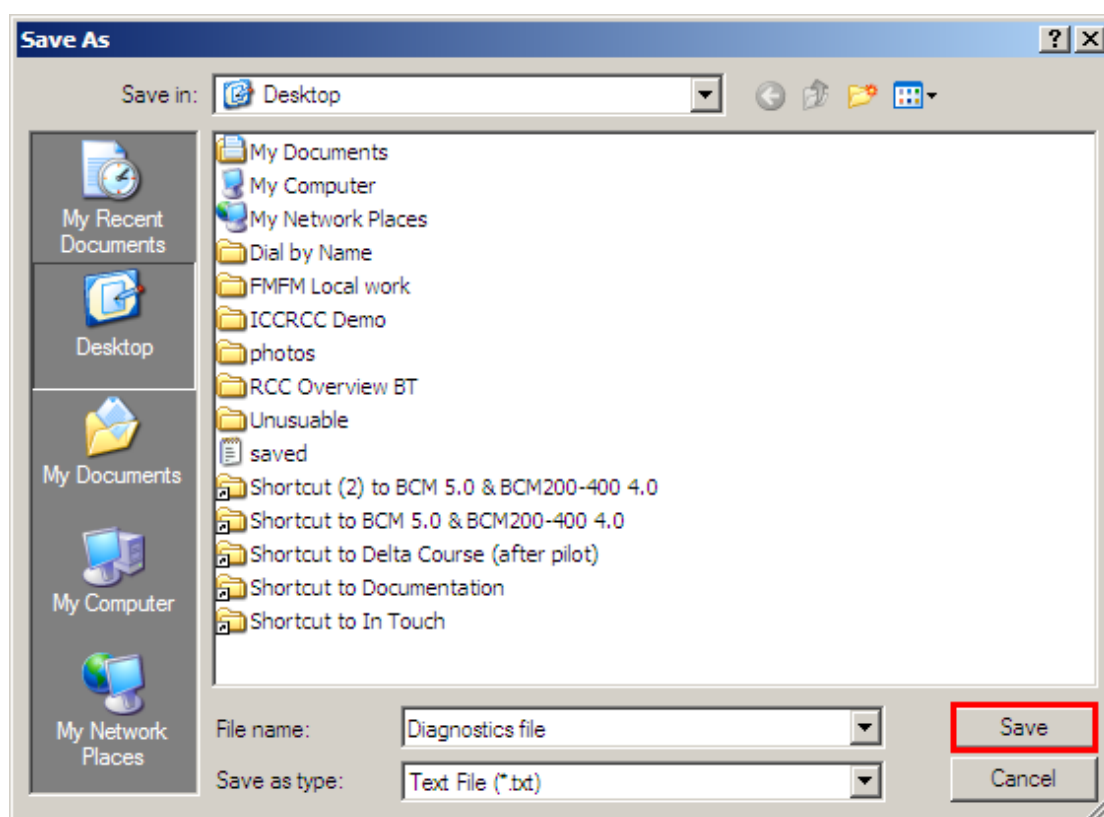 Save As
Save in:
Desktop
My Recent
Documents
Desktop
My Documents
My Computer
My Network
Places
My Documents
My Computer
My Network Places
Dial by Name
FMFM Local work
ICCRCC Demo
photos
RCC Overview BT
Unusuable
saved
Shortcut (2) to BCM 5.0 & BCM200-400 4.0
Shortcut to BCM 5.0 & BCM200-400 4.0
Shortcut to Delta Course (after pilot)
Shortcut to Documentation
Shortcut to In Touch
File name:
Diagnostics file
Save
Save as type:
Text File (*.txt)
Cancel